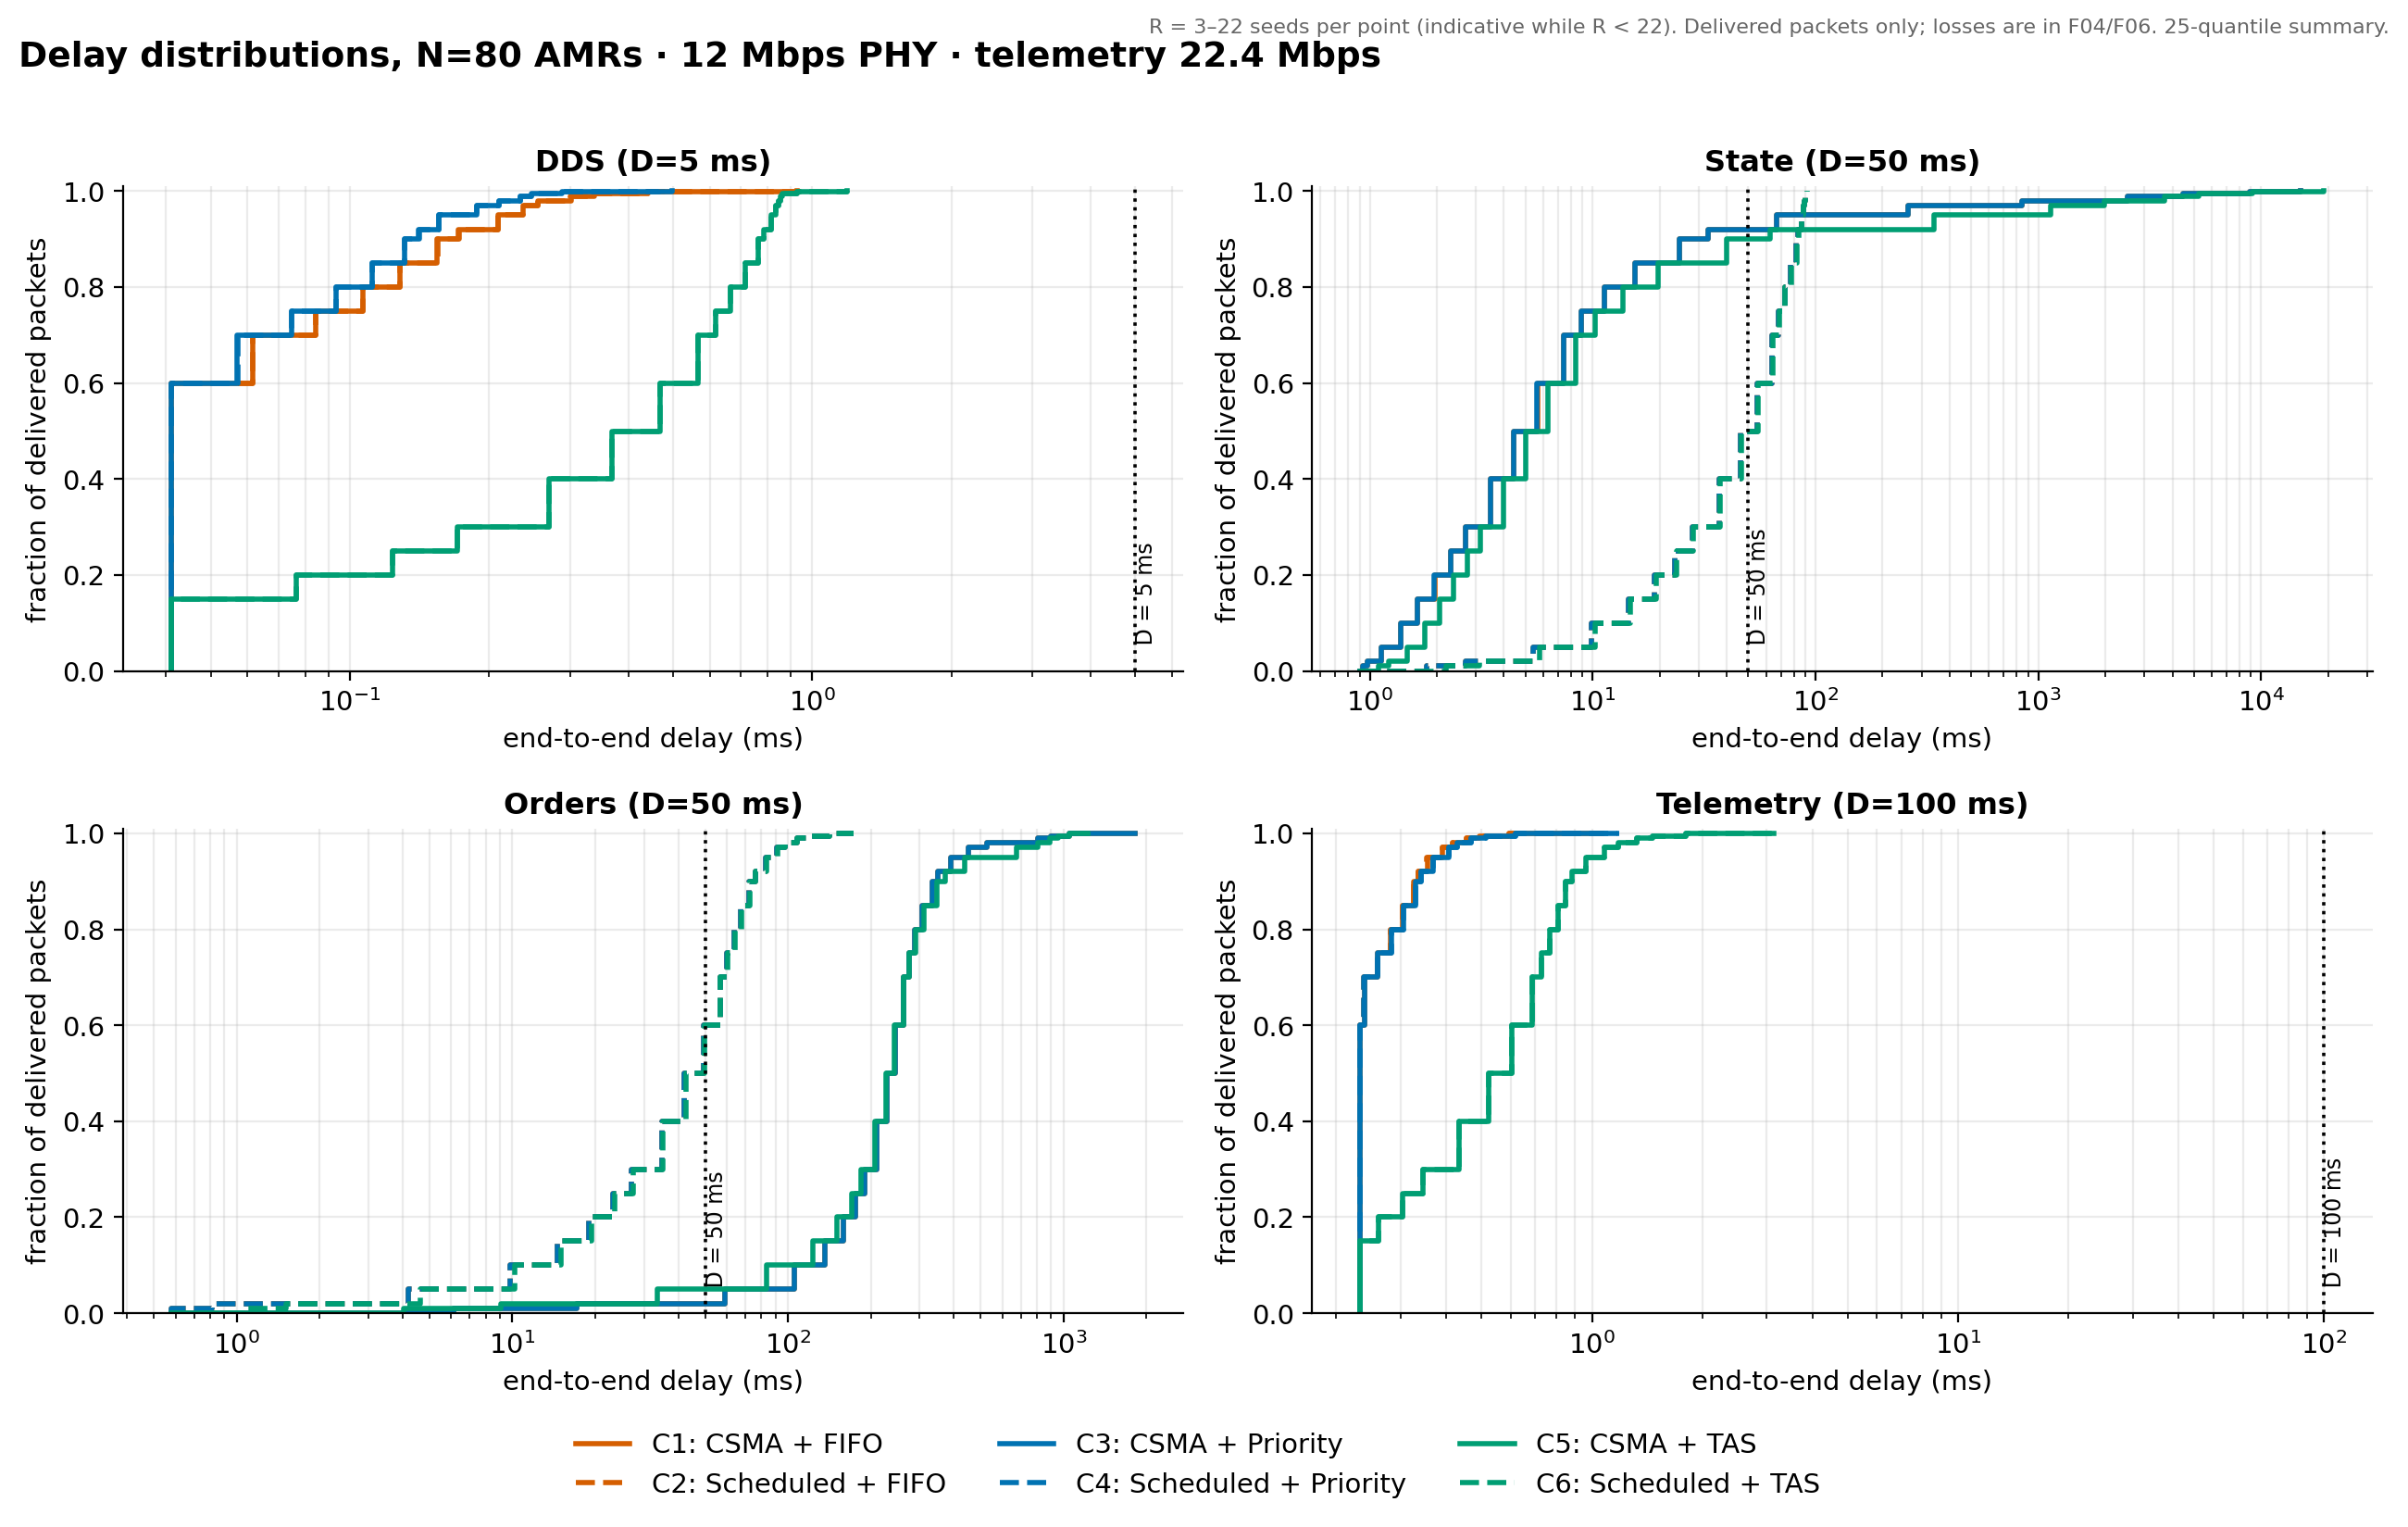 R = 3–22 seeds per point (indicative while R < 22). Delivered packets only; losses are in F04/F06. 25-quantile summary.
Delay distributions, N=80 AMRs · 12 Mbps PHY · telemetry 22.4 Mbps
DDS (D=5 ms)
1.0
0.8
0.6
0.4
0.2
0.0
fraction of delivered packets
D = 5 ms
10⁻¹
10⁰
end-to-end delay (ms)
State (D=50 ms)
1.0
0.8
0.6
0.4
0.2
0.0
fraction of delivered packets
D = 50 ms
10⁰
10¹
10²
10³
10⁴
end-to-end delay (ms)
Orders (D=50 ms)
1.0
0.8
0.6
0.4
0.2
0.0
fraction of delivered packets
D = 50 ms
10⁰
10¹
10²
10³
end-to-end delay (ms)
Telemetry (D=100 ms)
1.0
0.8
0.6
0.4
0.2
0.0
fraction of delivered packets
D = 100 ms
10⁰
10¹
10²
end-to-end delay (ms)
C1: CSMA + FIFO
C3: CSMA + Priority
C5: CSMA + TAS
C2: Scheduled + FIFO
C4: Scheduled + Priority
C6: Scheduled + TAS